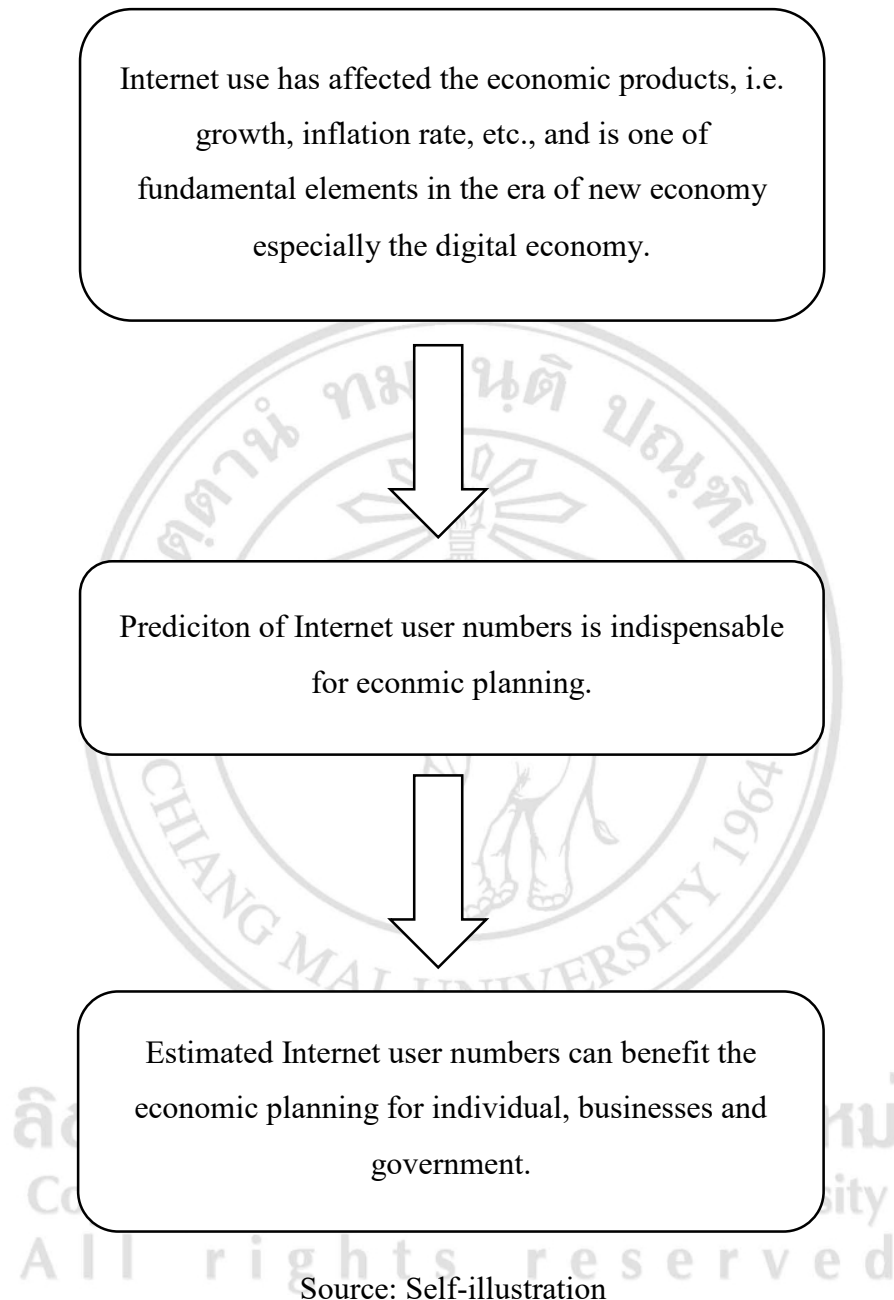 Internet use has affected the economic products, i.e.
growth, inflation rate, etc., and is one of
fundamental elements in the era of new economy
especially the digital economy.
Prediciton of Internet user numbers is indispensable
for econmic planning.
CHIANG MAI UNIVERSITY 1964
Estimated Internet user numbers can benefit the
economic planning for individual, businesses and
government.
All rights reserved
Source: Self-illustration